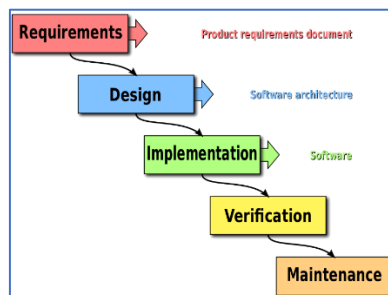 Requirements
Product requirements document
Design
Software architecture
Implementation
Software
Verification
Maintenance